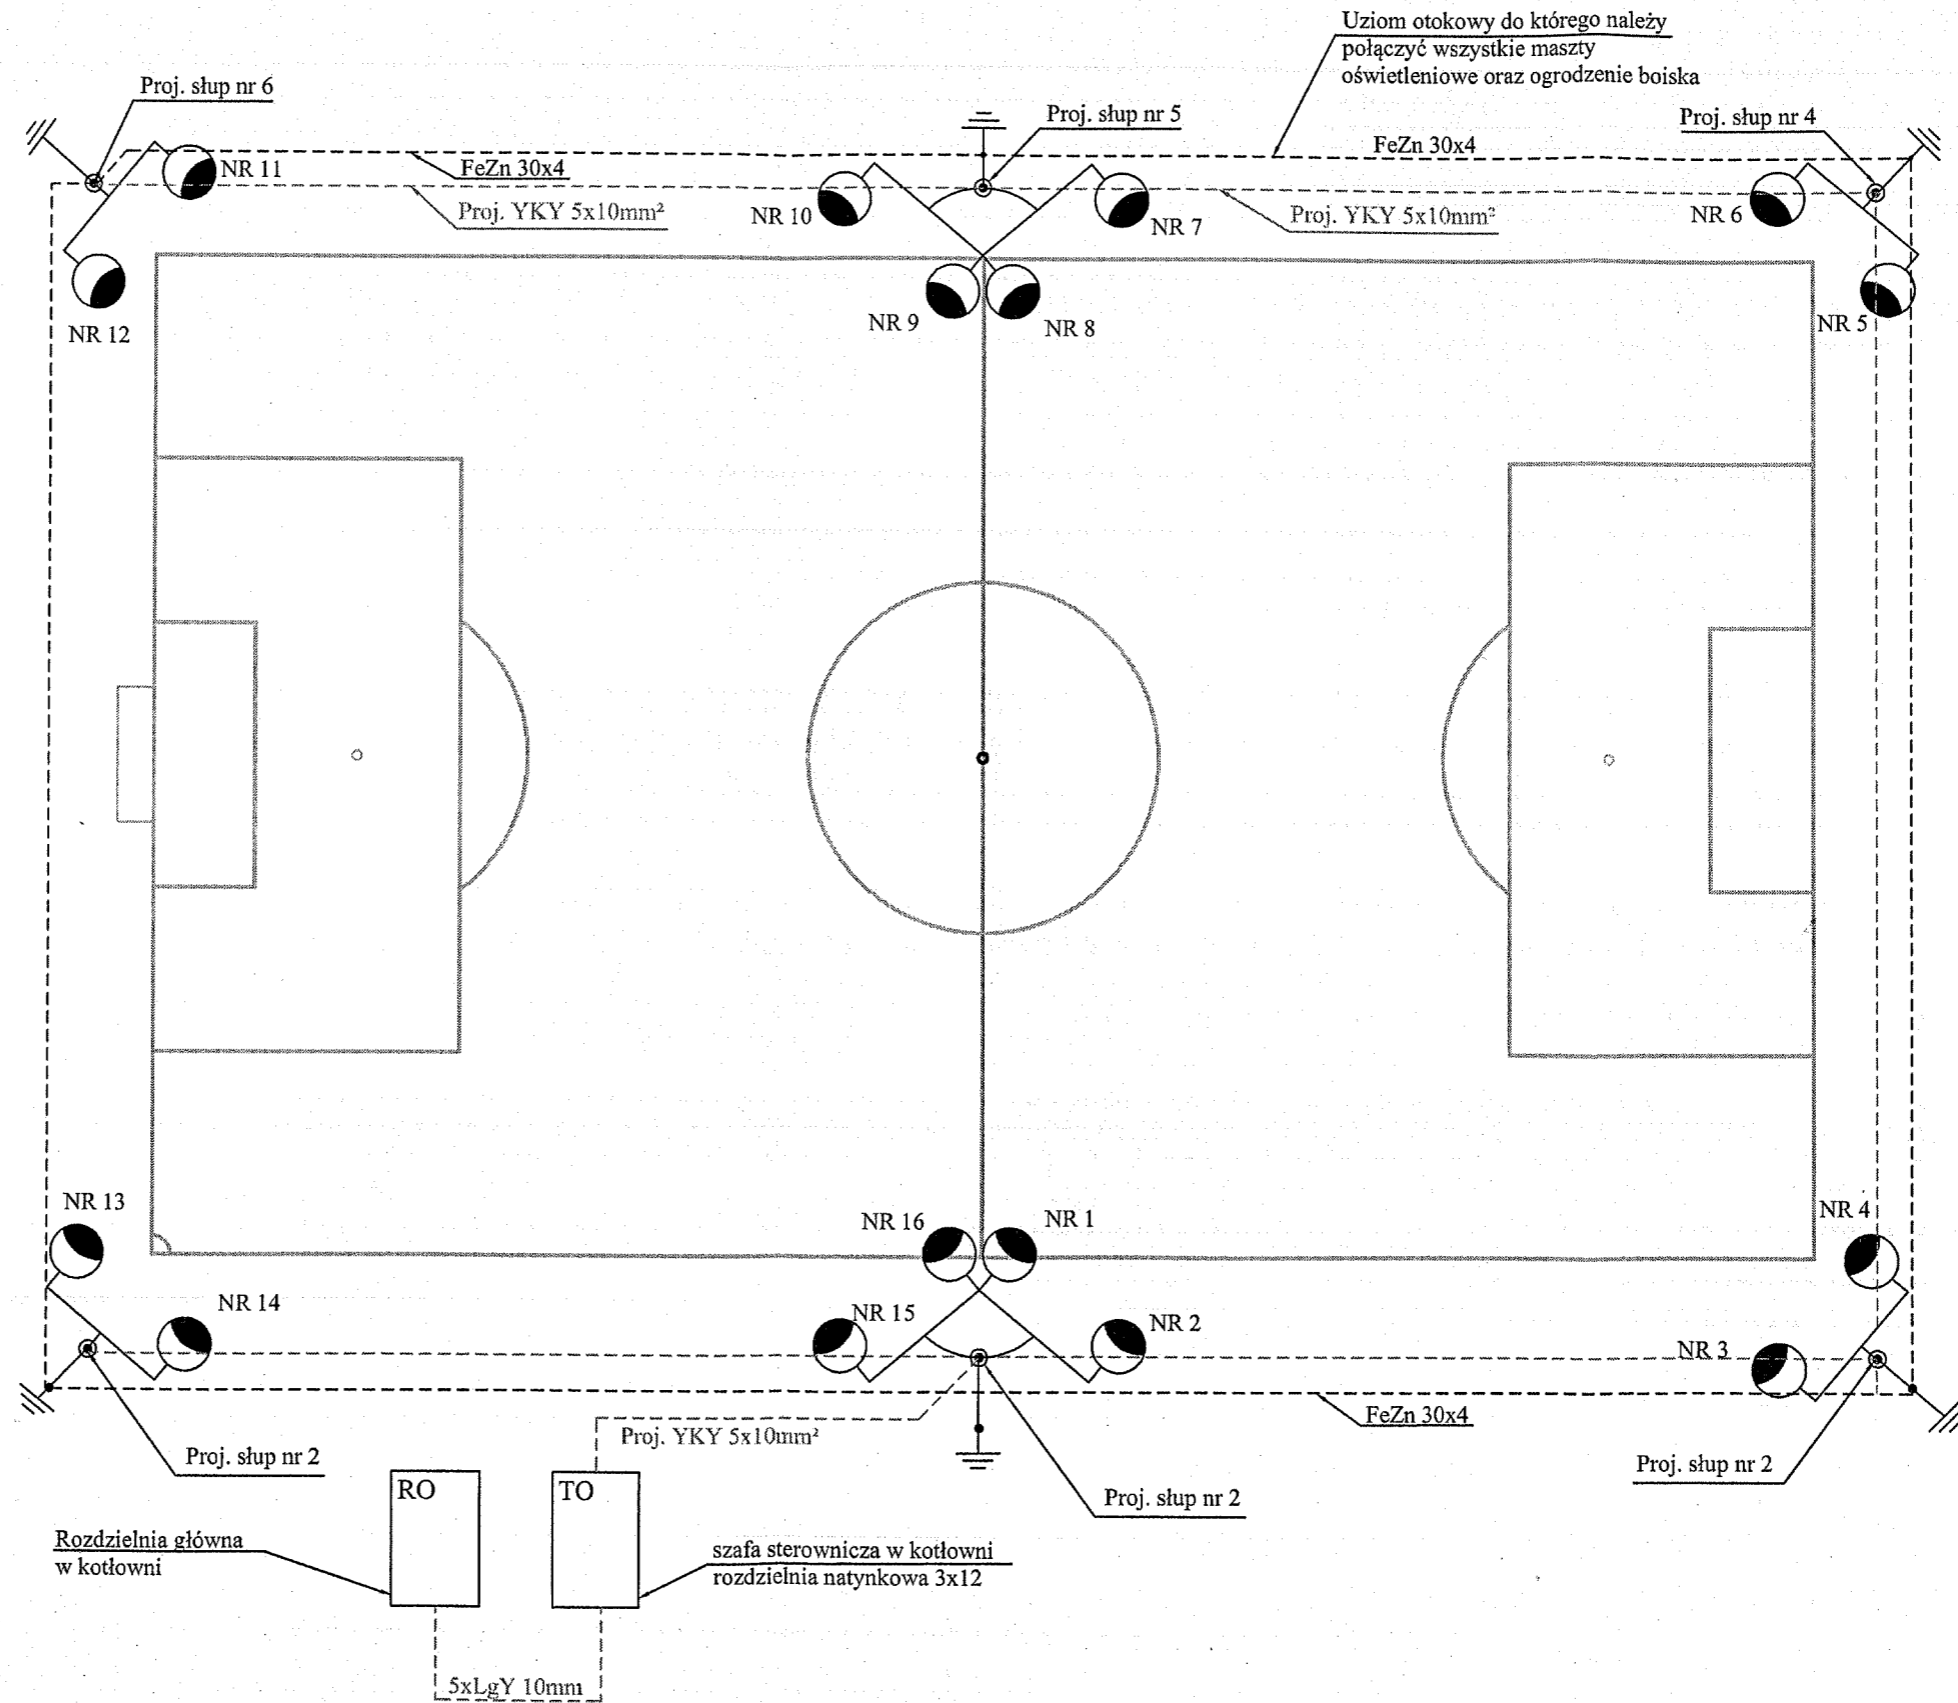 Uziom otokowy do którego należy
połączyć wszystkie maszty
oświetleniowe oraz ogrodzenie boiska
Proj. słup nr 6
Proj. słup nr 5
Proj. słup nr 4
FeZn 30x4
FeZn 30x4
NR 11
NR 10
NR 7
NR 6
Proj. YKY 5x10mm²
Proj. YKY 5x10mm²
NR 12
NR 9
NR 8
NR 5
NR 13
NR 16
NR 1
NR 4
NR 14
NR 15
NR 2
NR 3
FeZn 30x4
Proj. YKY 5x10mm²
Proj. słup nr 2
Proj. słup nr 2
Proj. słup nr 2
RO
TO
Rozdzielnia główna
w kotłowni
szafa sterownicza w kotłowni
rozdzielnia natynkowa 3x12
5xLgY 10mm